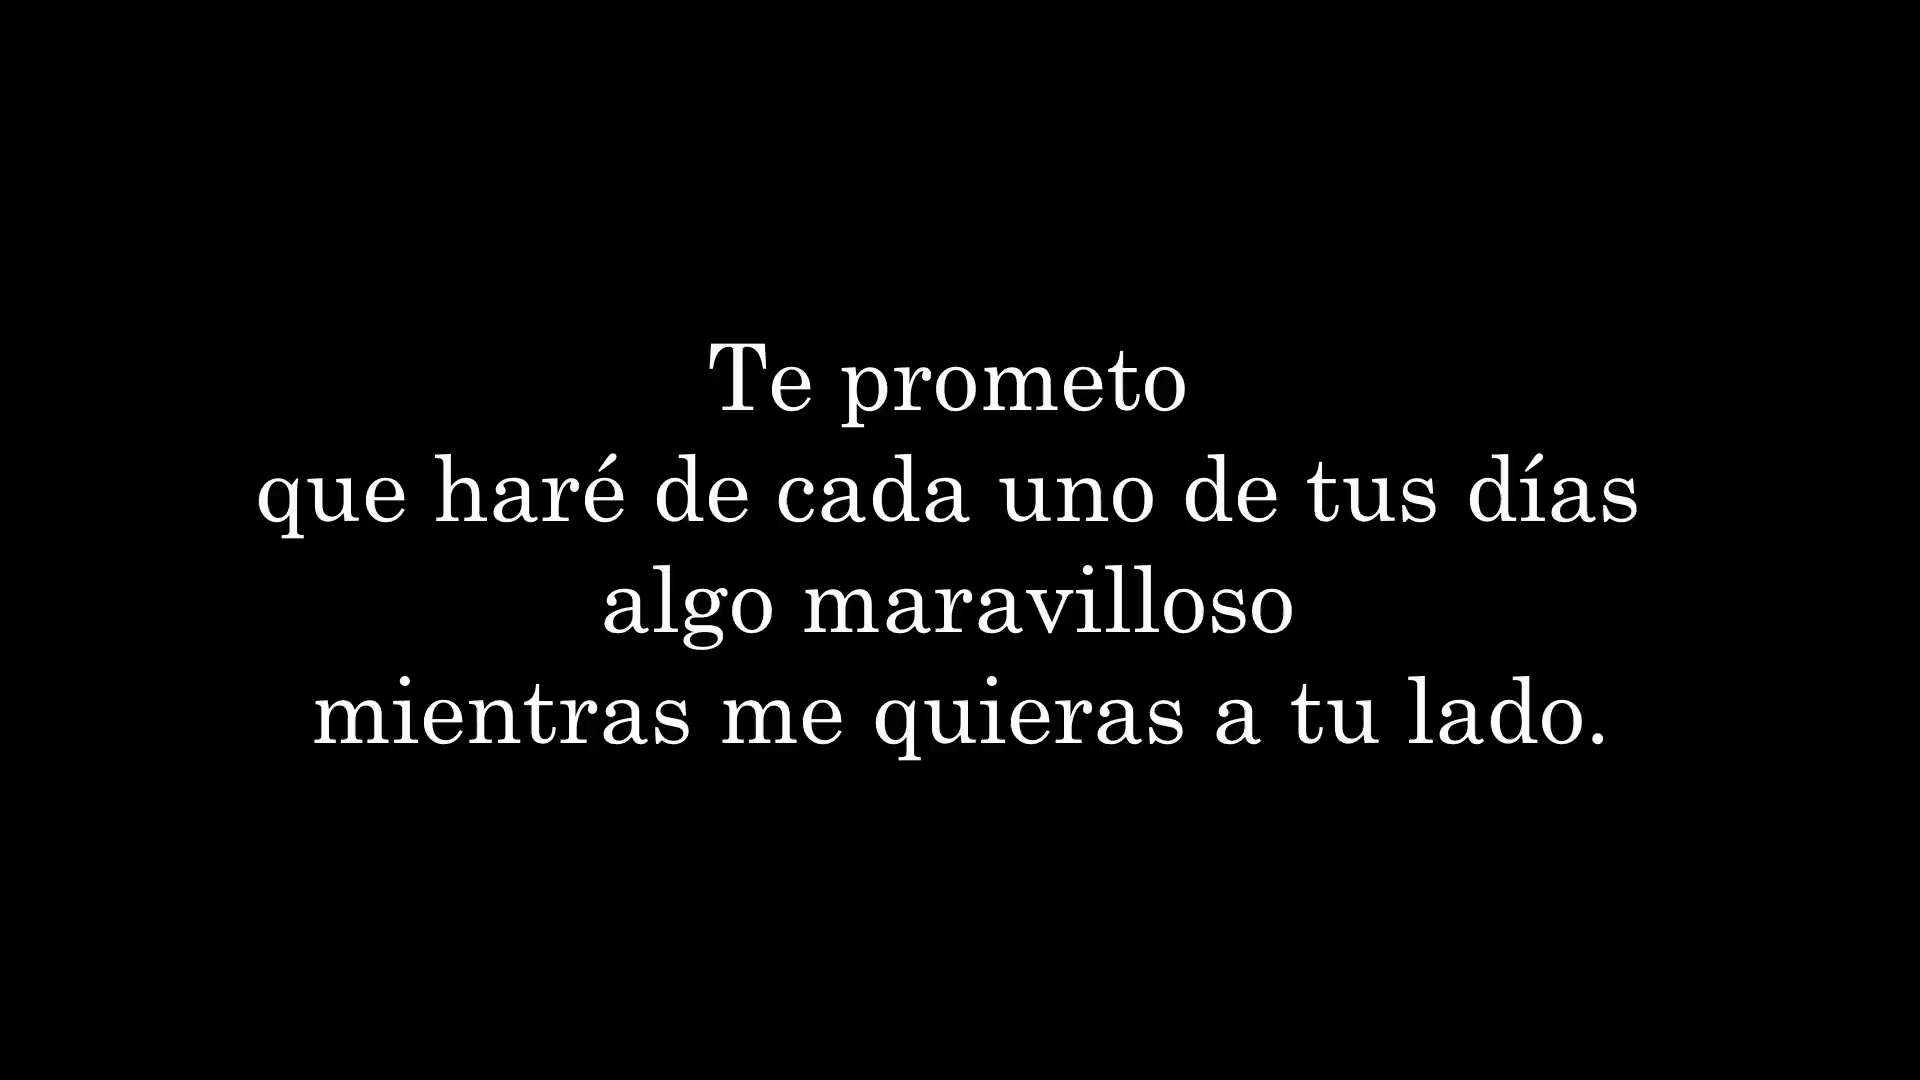 Te prometo
que haré de cada uno de tus días
algo maravilloso
mientras me quieras a tu lado.